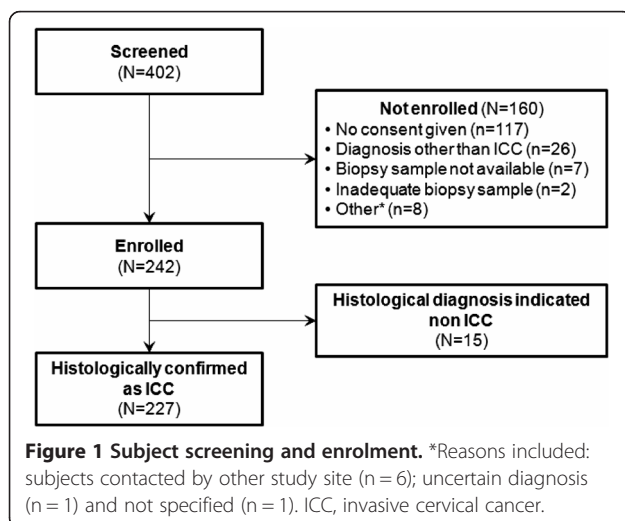 Screened
(N=402)
Not enrolled (N=160)
• No consent given (n=117)
• Diagnosis other than ICC (n=26)
• Biopsy sample not available (n=7)
• Inadequate biopsy sample (n=2)
• Other* (n=8)
Enrolled
(N=242)
Histological diagnosis indicated
non ICC
(N=15)
Histologically confirmed
as ICC
(N=227)
Figure 1 Subject screening and enrolment. *Reasons included:
subjects contacted by other study site (n = 6); uncertain diagnosis
(n = 1) and not specified (n = 1). ICC, invasive cervical cancer.